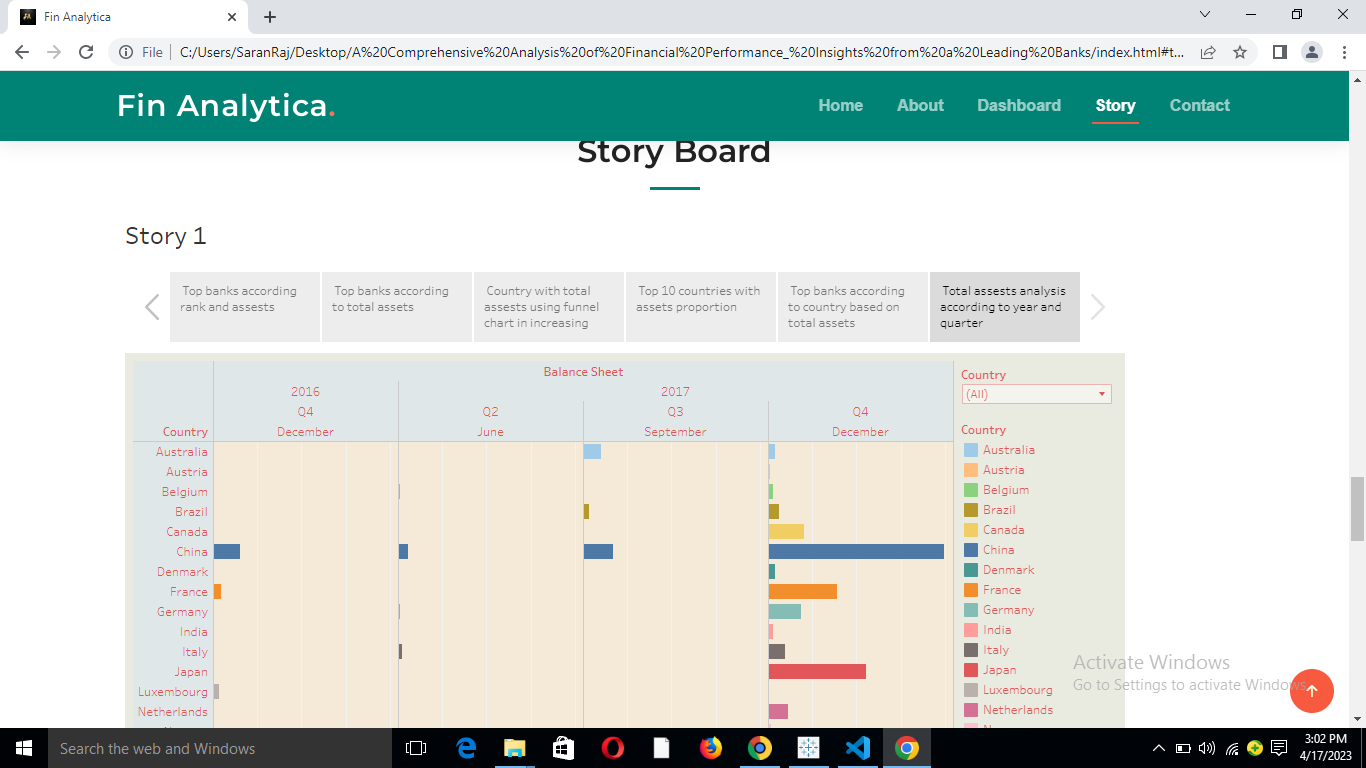 Fin Analytica
File
C:/Users/SaranRaj/Desktop/A%20Comprehensive%20Analysis%20of%20Financial%20Performance_%20Insights%20from%20a%20Leading%20Banks/index.html#t...
Fin Analytica.
Home
About
Dashboard
Story
Contact
Story Board
Story 1
Top banks according
rank and assests
Top banks according
to total assets
Country with total
assests using funnel
chart in increasing
Top 10 countries with
assets proportion
Top banks according
to country based on
total assets
Total assests analysis
according to year and
quarter
Balance Sheet
2016
2017
Q4
Q2
Q3
Q4
Country
December
June
September
December
Australia
Austria
Belgium
Brazil
Canada
China
Denmark
France
Germany
India
Italy
Japan
Luxembourg
Netherlands
Country
(All)
Country
Australia
Austria
Belgium
Brazil
Canada
China
Denmark
France
Germany
India
Italy
Japan
Luxembourg
Netherlands
Activate Windows
Go to Settings to activate Windows.
Search the web and Windows
3:02 PM
4/17/2023